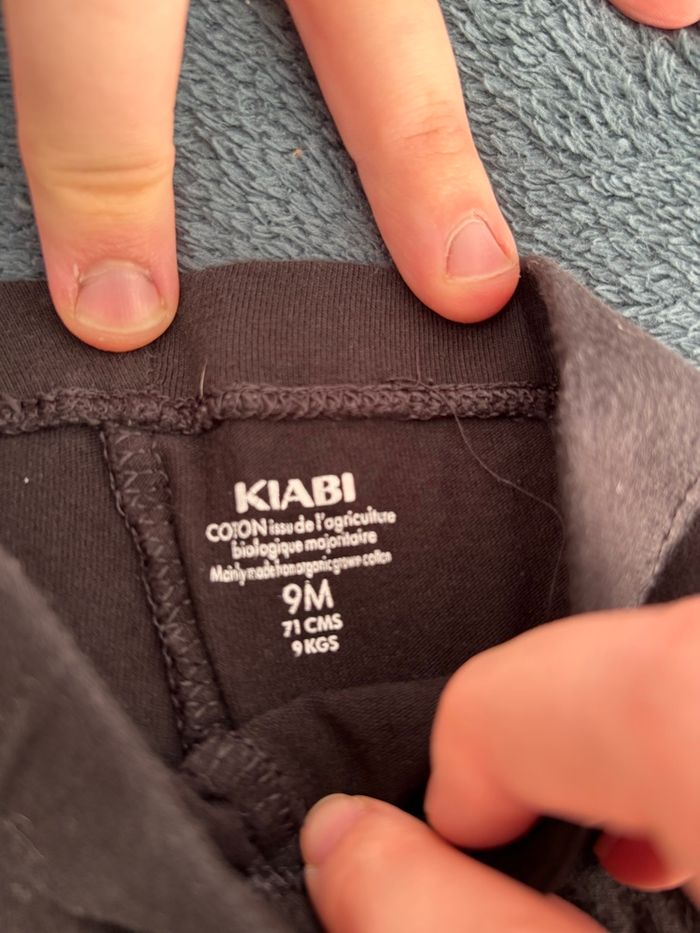 KIABI
COTON issu de l'agriculture
biologique majoritaire
Mainly made from organic grown cotton
9M
71 CMS
9 KGS